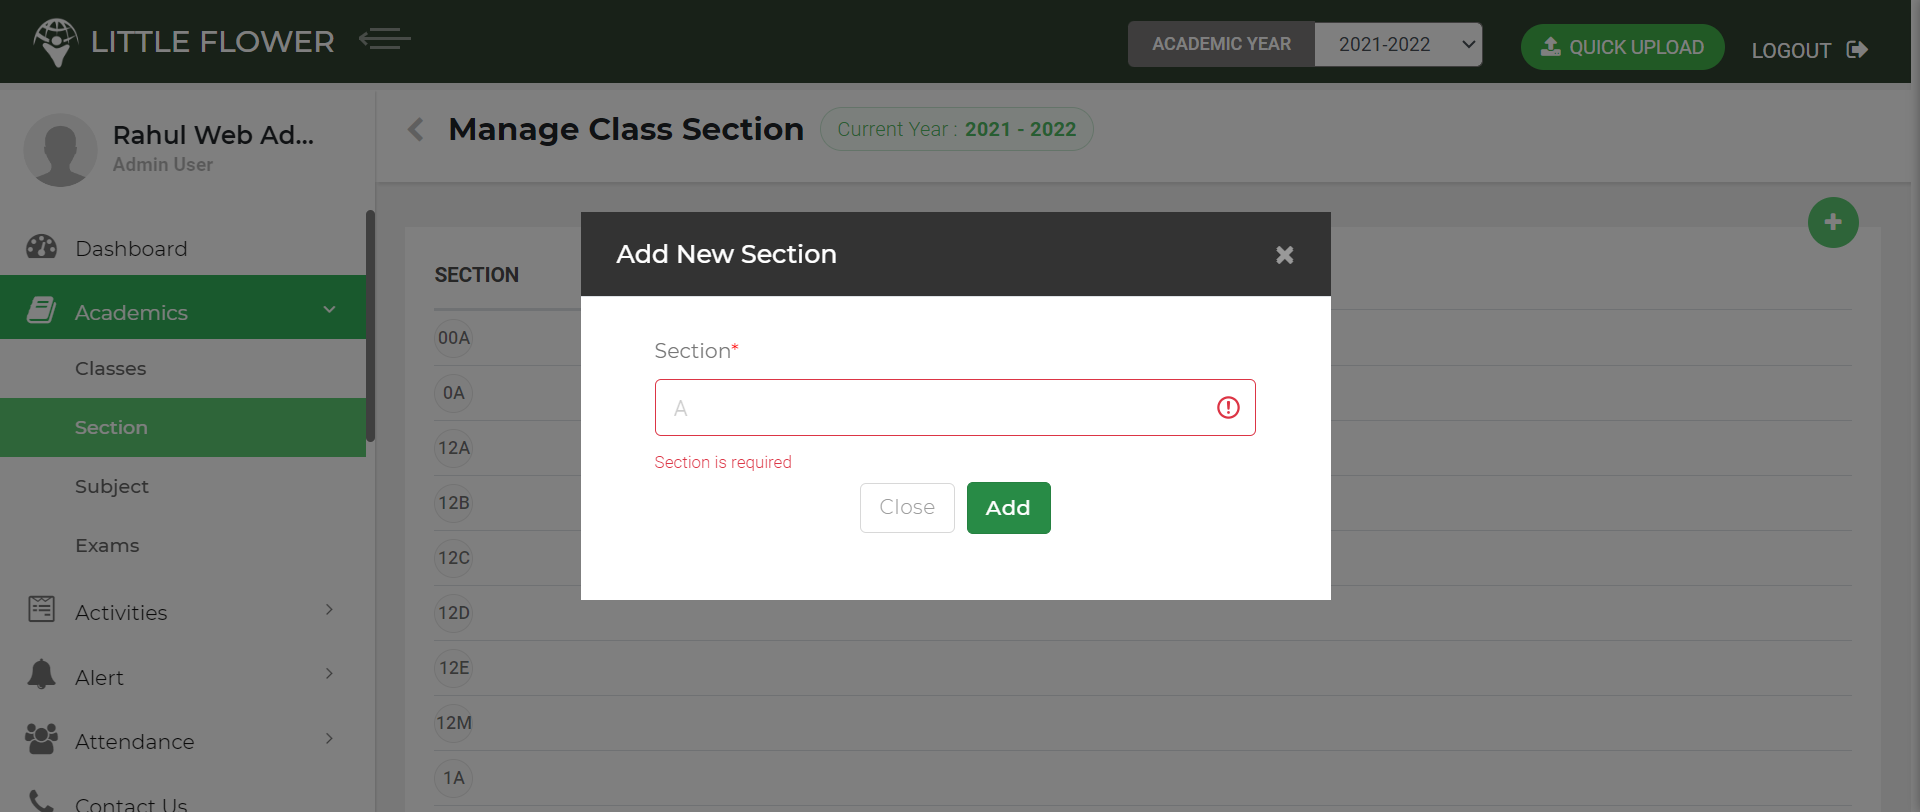 LITTLE FLOWER
ACADEMIC YEAR 2021-2022
QUICK UPLOAD
LOGOUT
Rahul Web Ad...
Admin User
Manage Class Section
Current Year : 2021 - 2022
Dashboard
Academics
Classes
Section
Subject
Exams
Activities
Alert
Attendance
Contact Us
SECTION
00A
0A
12A
12B
12C
12D
12E
12M
1A
Add New Section
Section*
A
Section is required
Close
Add